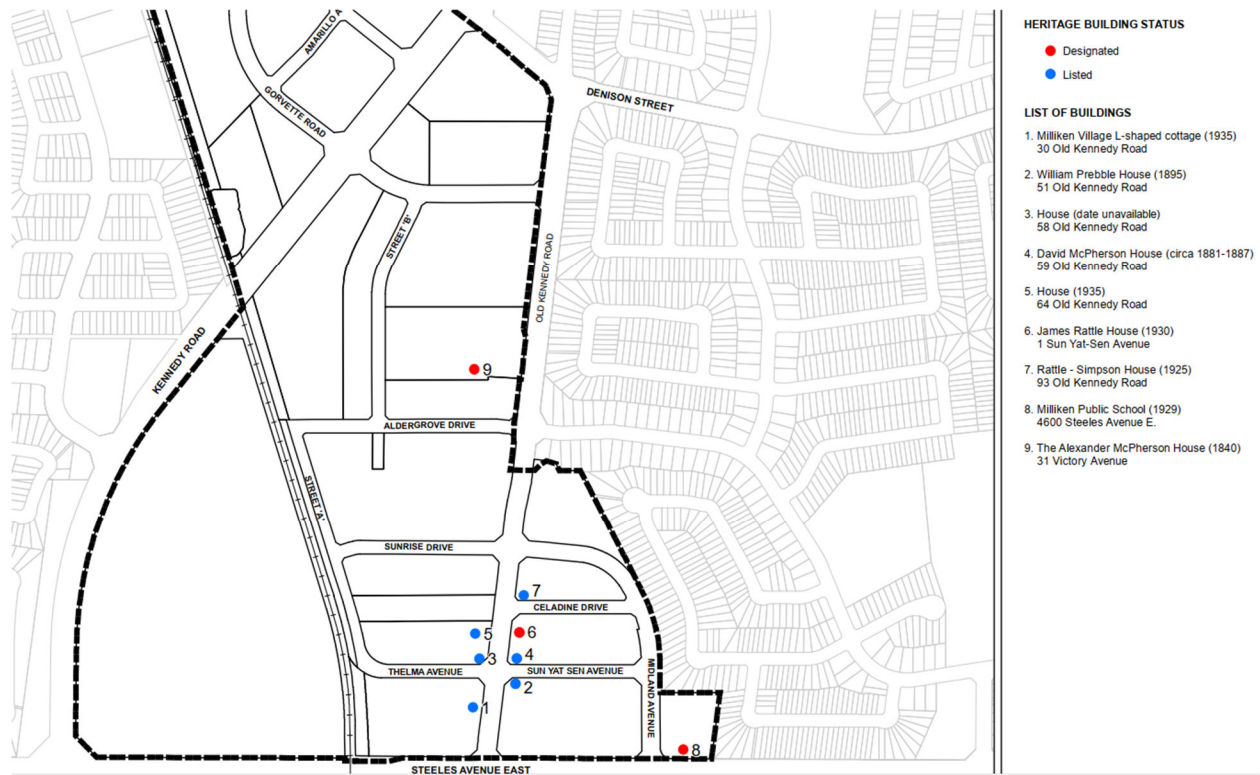 AMARILLO A
GORVETTE ROAD
DENISON STREET
STREET 'B'
OLD KENNEDY ROAD
KENNEDY ROAD
9
ALDERGROVE DRIVE
STREET 'A'
SUNRISE DRIVE
7
CELADINE DRIVE
5
6
3
4
THELMA AVENUE
SUN YAT SEN AVENUE
2
MIDLAND AVENUE
1
8
STEELES AVENUE EAST
HERITAGE BUILDING STATUS
Designated
Listed
LIST OF BUILDINGS
1. Milliken Village L-shaped cottage (1935)
30 Old Kennedy Road
2. William Prebble House (1895)
51 Old Kennedy Road
3. House (date unavailable)
58 Old Kennedy Road
4. David McPherson House (circa 1881-1887)
59 Old Kennedy Road
5. House (1935)
64 Old Kennedy Road
6. James Rattle House (1930)
1 Sun Yat-Sen Avenue
7. Rattle - Simpson House (1925)
93 Old Kennedy Road
8. Milliken Public School (1929)
4600 Steeles Avenue E.
9. The Alexander McPherson House (1840)
31 Victory Avenue